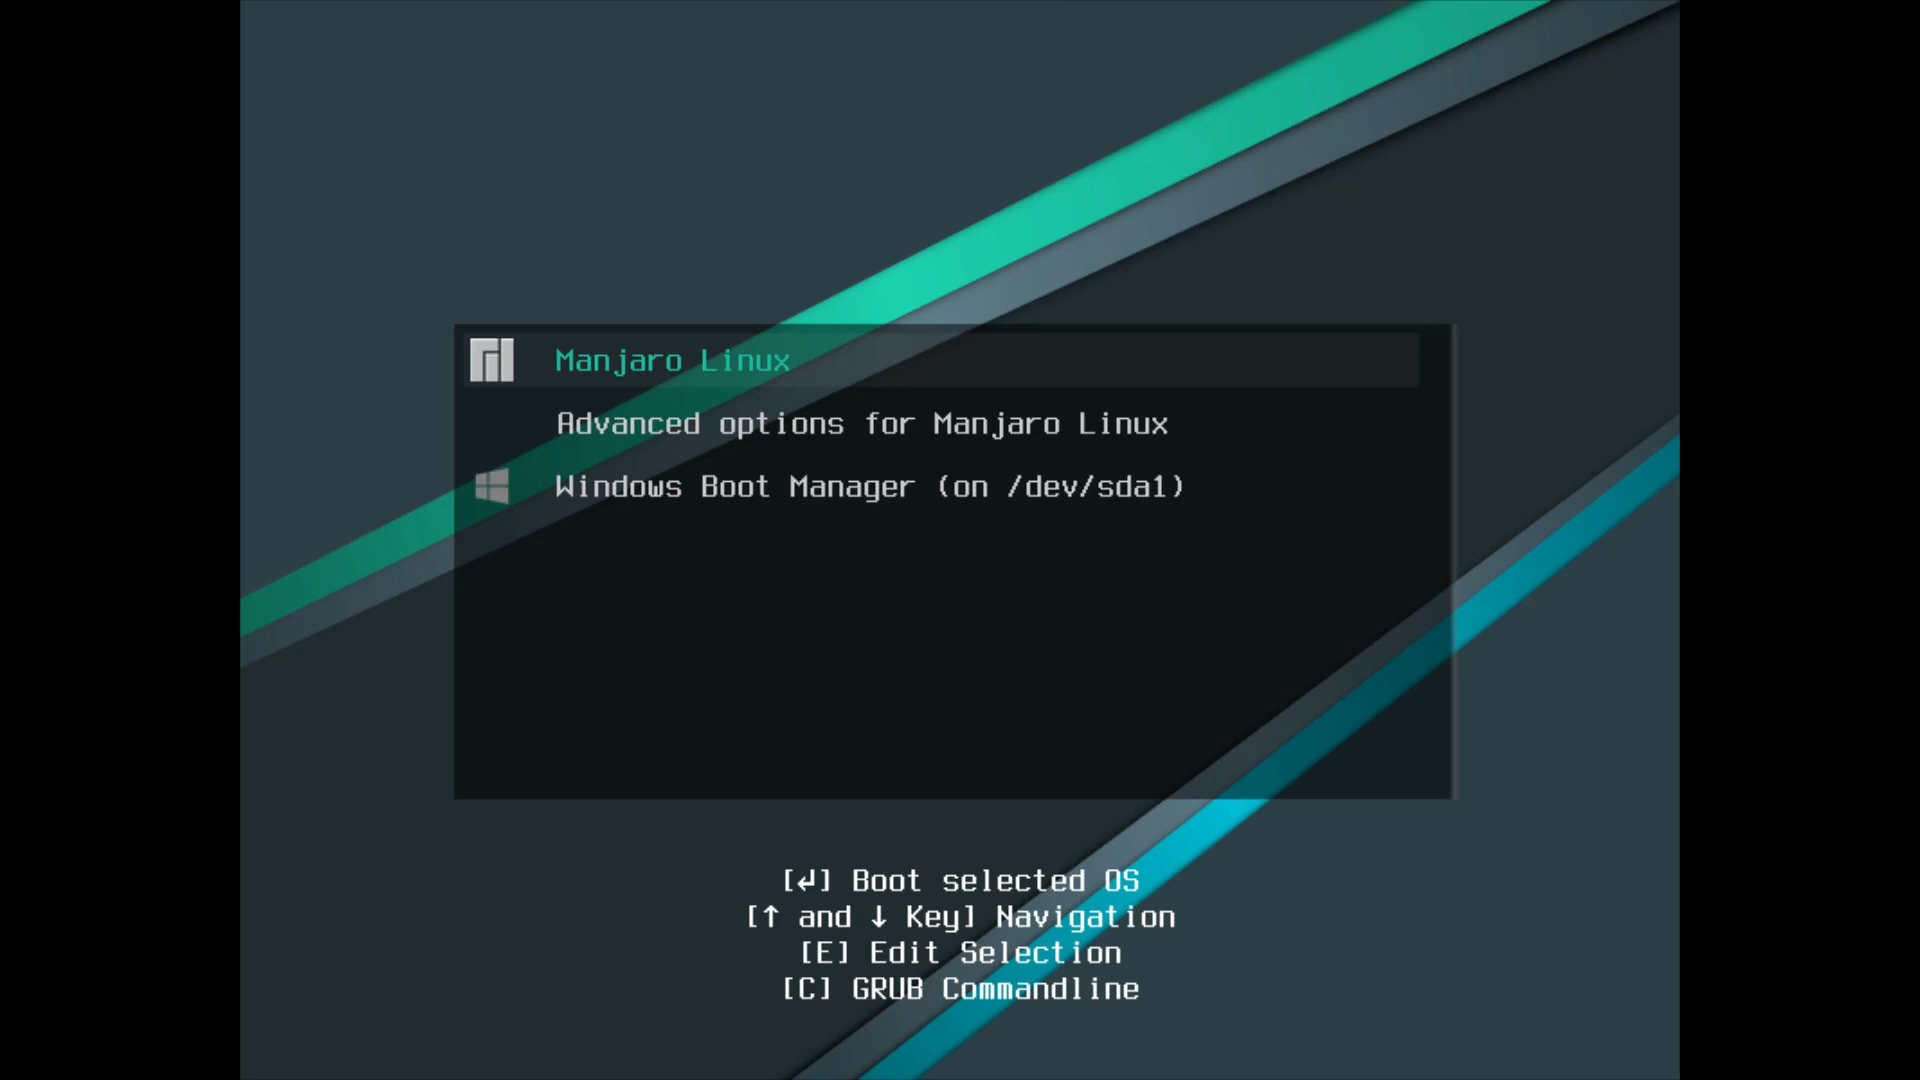 Manjaro Linux
Advanced options for Manjaro Linux
Windows Boot Manager (on /dev/sda1)
[↲] Boot selected OS
[↑ and ↓ Key] Navigation
[E] Edit Selection
[C] GRUB Commandline